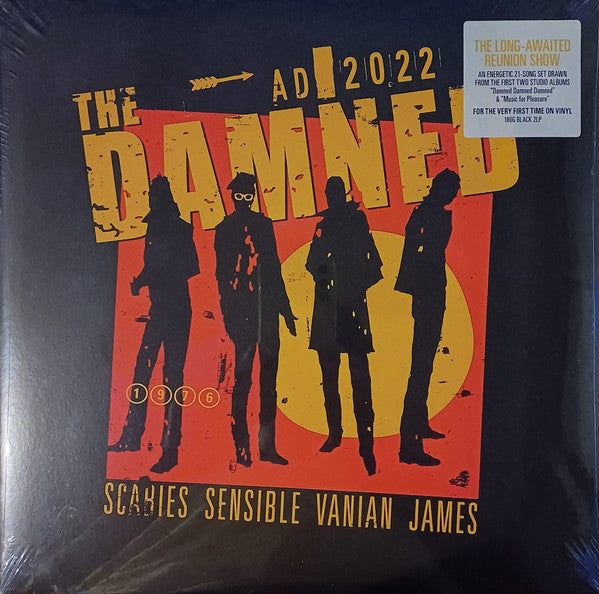 AD 2022
THE
DAMNED
1976
SCABIES SENSIBLE VANIAN JAMES
THE LONG-AWAITED
REUNION SHOW
AN ENERGETIC 21-SONG SET DRAWN
FROM THE FIRST TWO STUDIO ALBUMS
"Damned Damned Damned"
& "Music for Pleasure"
FOR THE VERY FIRST TIME ON VINYL
180G BLACK 2LP